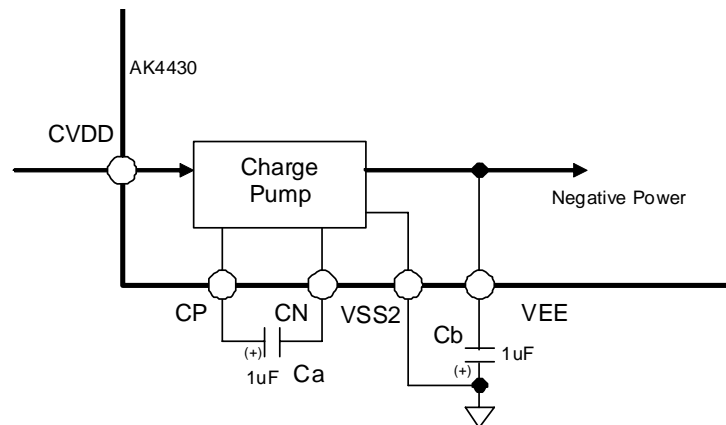 AK4430
CVDD
Charge
Pump
Negative Power
CP
CN
VSS2
VEE
(+)
1uF
Ca
Cb
1uF
(+)